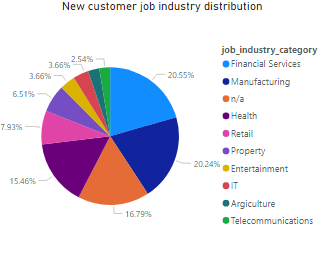 New customer job industry distribution
job_industry_category
Financial Services
Manufacturing
n/a
Health
Retail
Property
Entertainment
IT
Argiculture
Telecommunications
20.55%
20.24%
16.79%
15.46%
7.93%
6.51%
3.66%
3.66%
2.54%